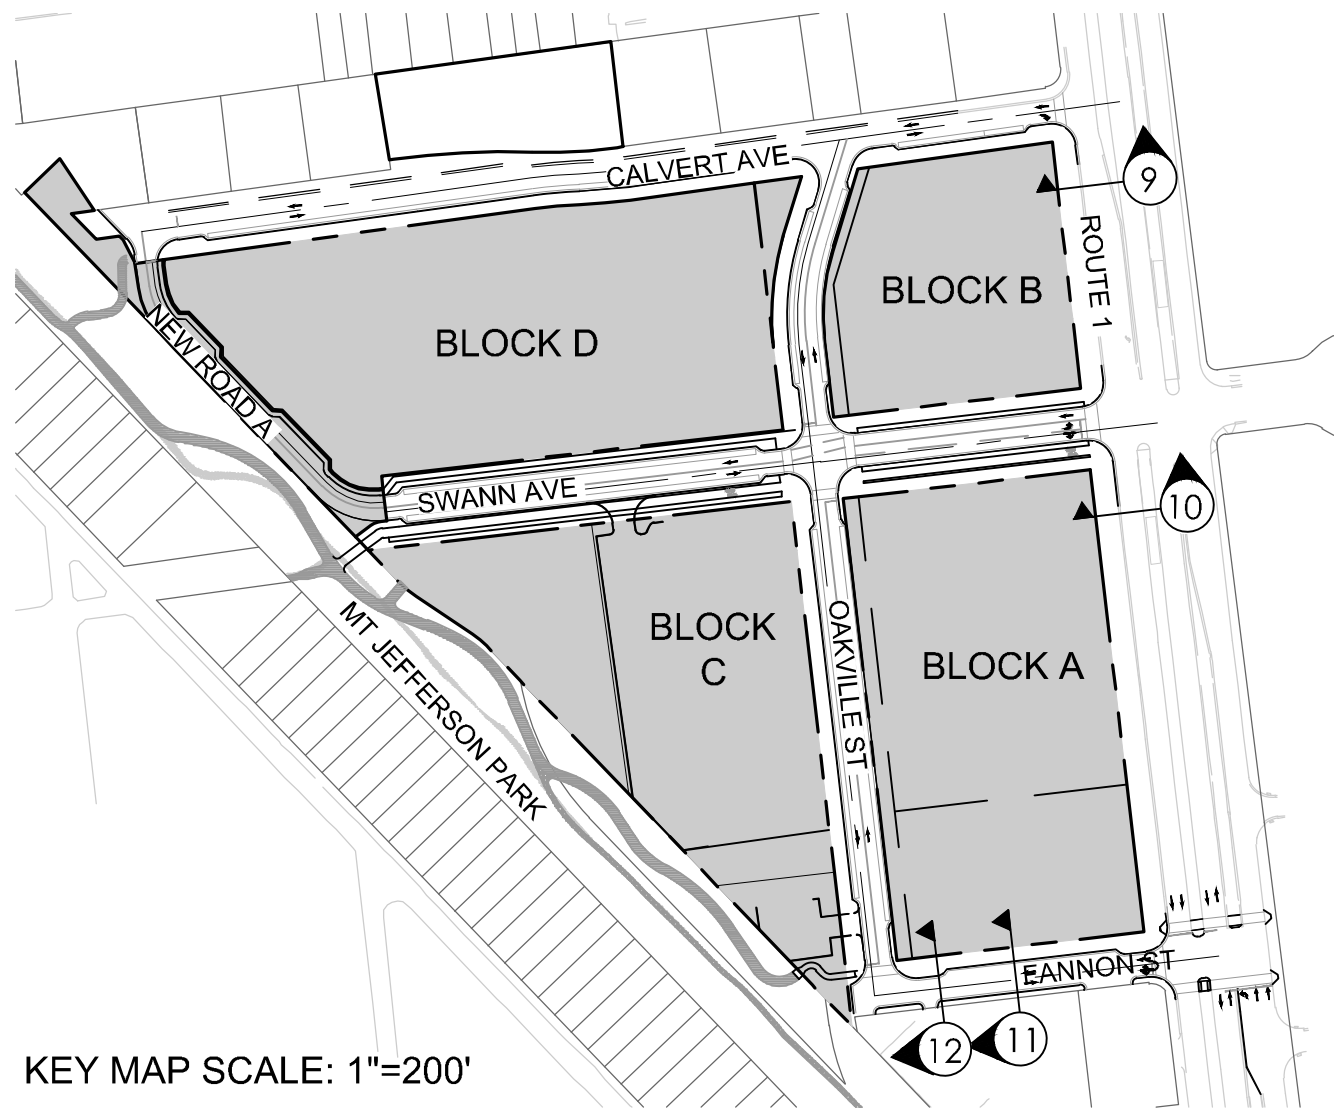 CALVERT AVE
9
ROUTE 1
BLOCK B
BLOCK D
NEW ROAD A
SWANN AVE
10
BLOCK
C
OAKVILLE ST
BLOCK A
MT JEFFERSON PARK
FANNON ST
12
11
KEY MAP SCALE: 1"=200'